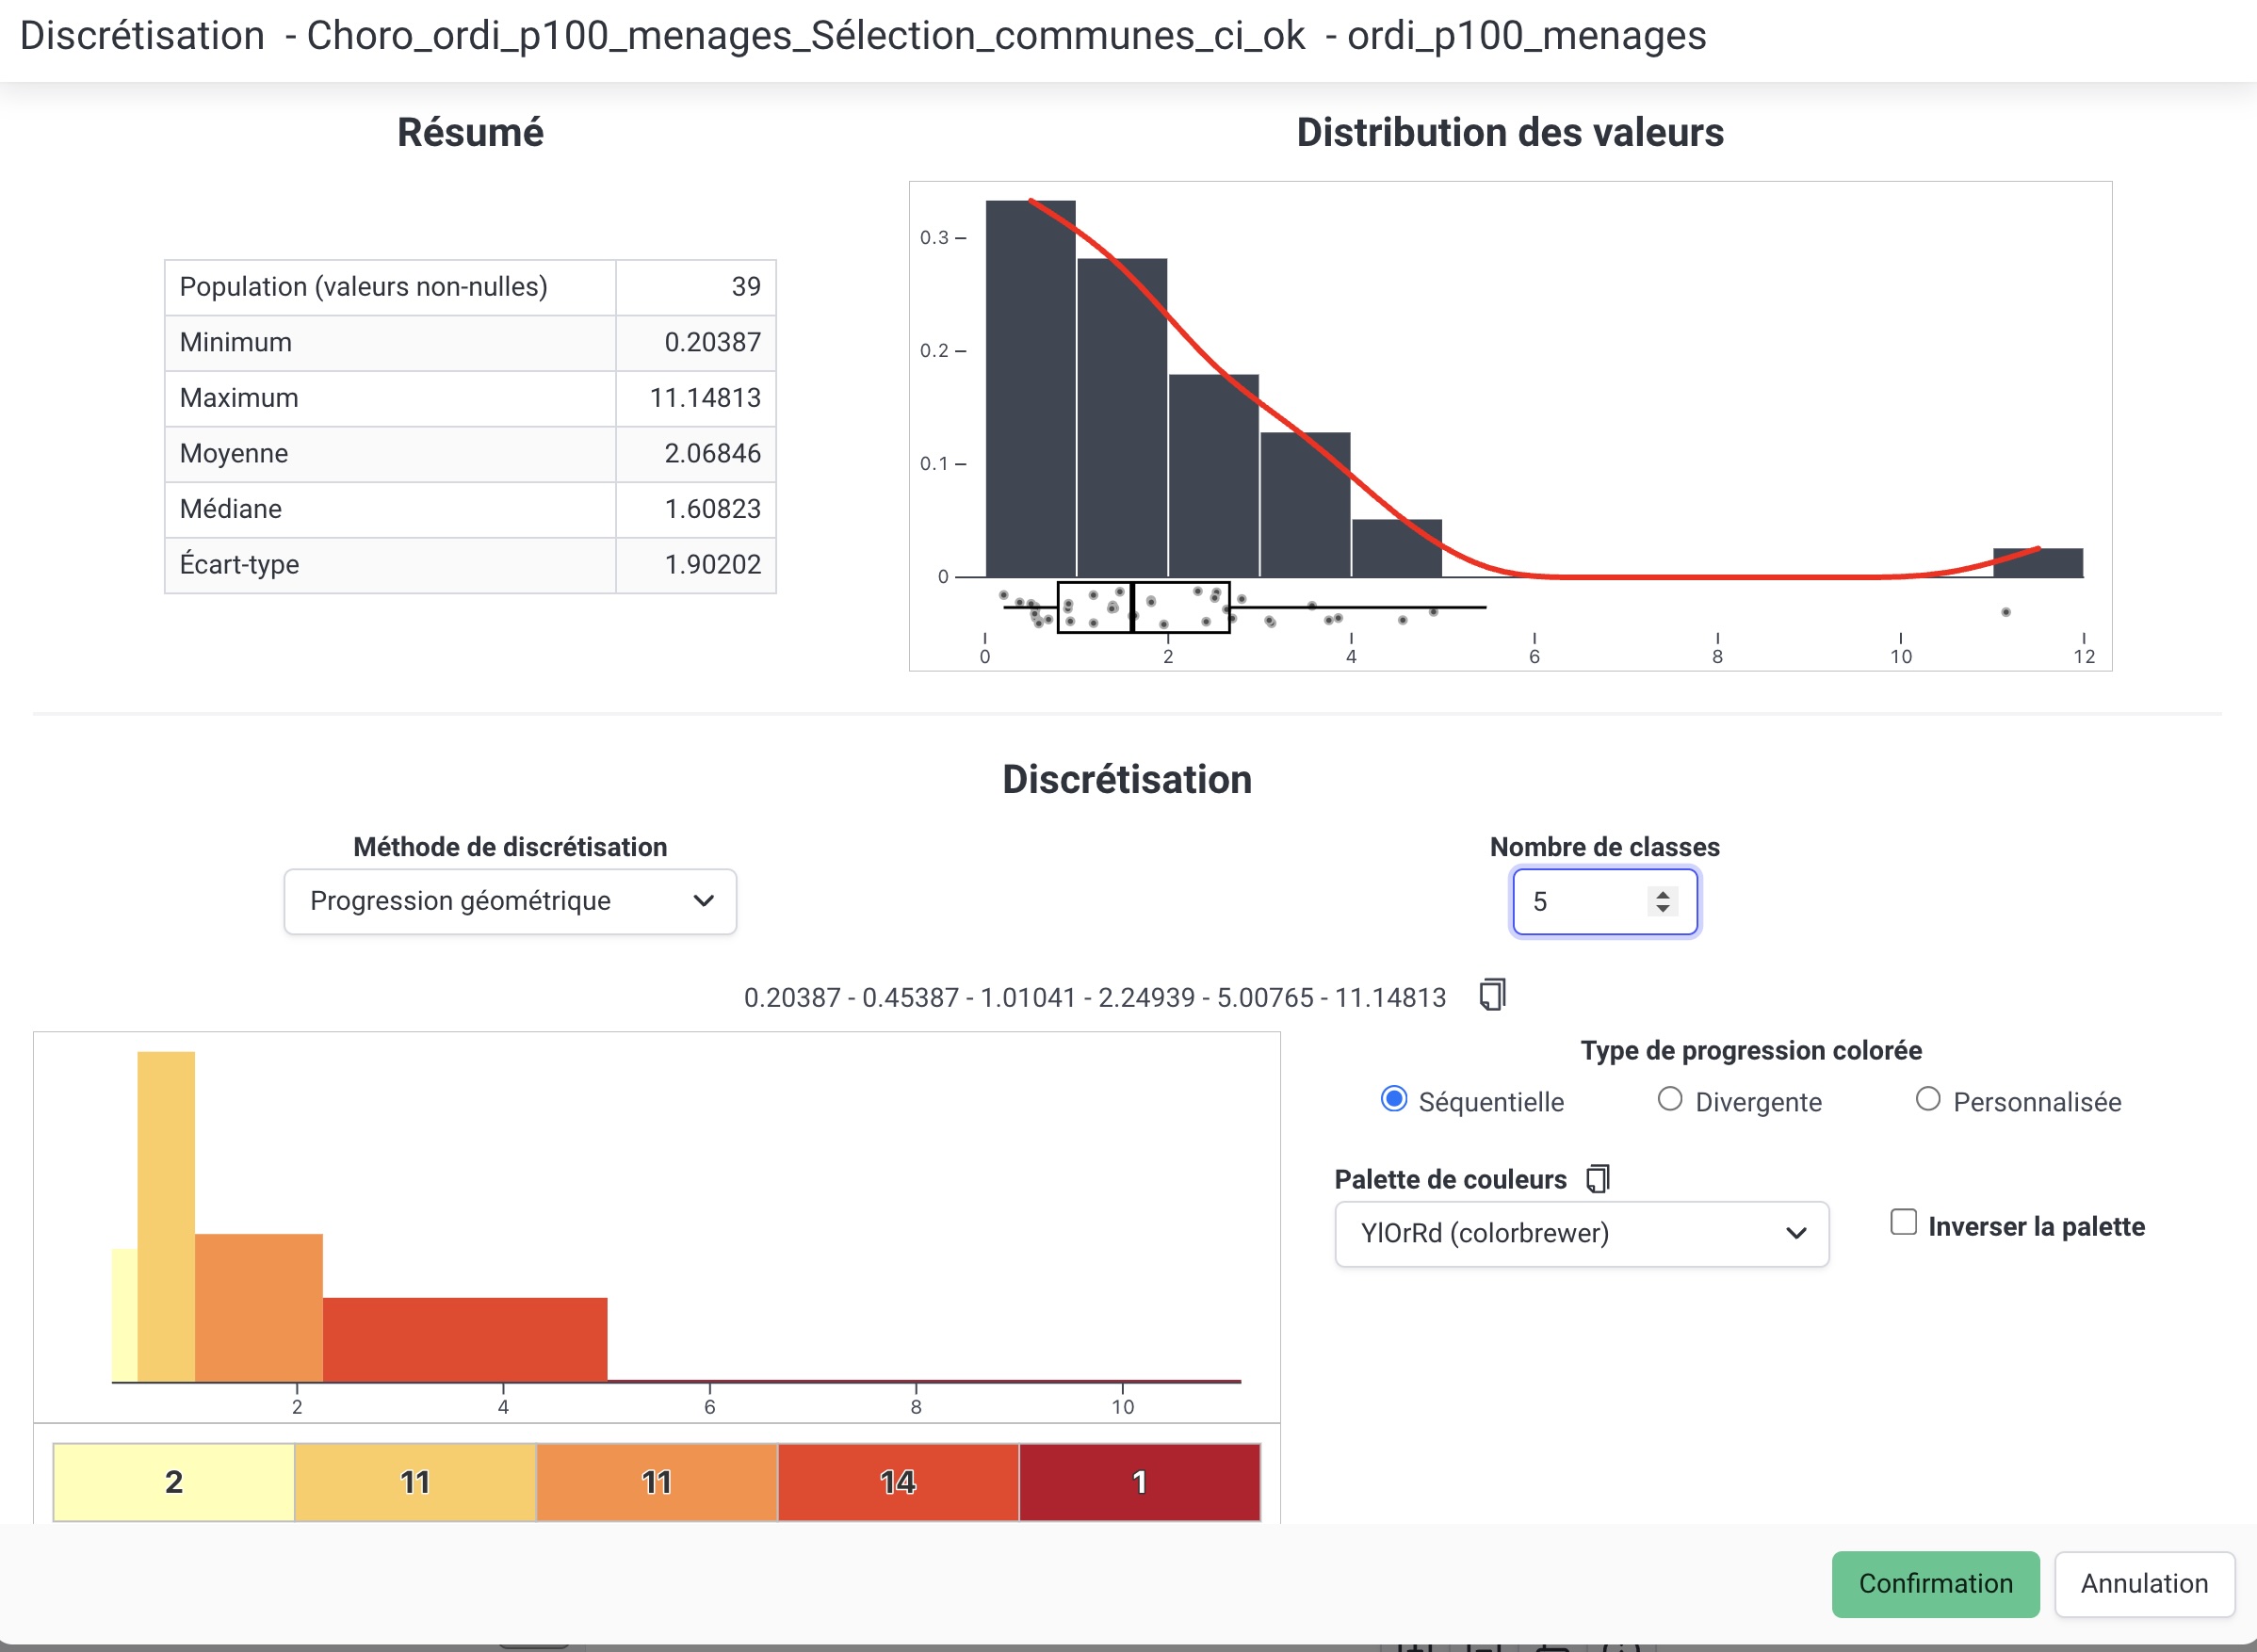 Discrétisation - Choro_ordi_p100_menages_Sélection_communes_ci_ok - ordi_p100_menages
Résumé
Population (valeurs non-nulles) 39
Minimum 0.20387
Maximum 11.14813
Moyenne 2.06846
Médiane 1.60823
Écart-type 1.90202
Distribution des valeurs
0.3
0.2
0.1
0
0 2 4 6 8 10 12
Discrétisation
Méthode de discrétisation
Progression géométrique
Nombre de classes
5
0.20387 - 0.45387 - 1.01041 - 2.24939 - 5.00765 - 11.14813
2 4 6 8 10
2 11 11 14 1
Type de progression colorée
Séquentielle Divergente Personnalisée
Palette de couleurs
YlOrRd (colorbrewer)
Inverser la palette
Confirmation Annulation